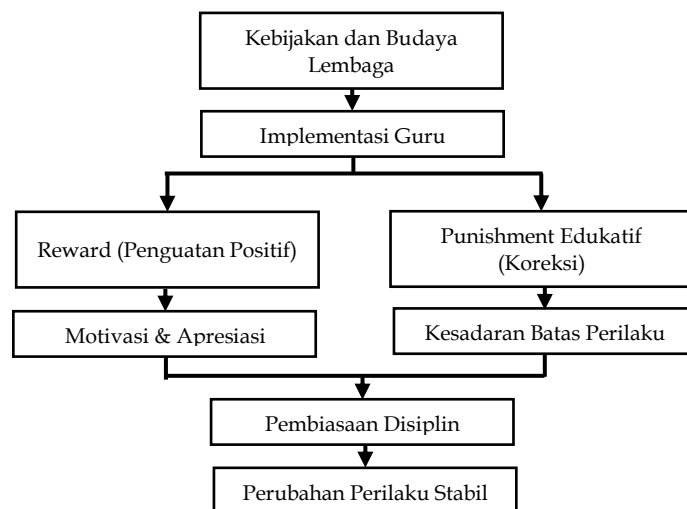 Kebijakan dan Budaya
Lembaga
Implementasi Guru
Reward (Penguatan Positif)
Punishment Edukatif
(Koreksi)
Motivasi & Apresiasi
Kesadaran Batas Perilaku
Pembiasaan Disiplin
Perubahan Perilaku Stabil